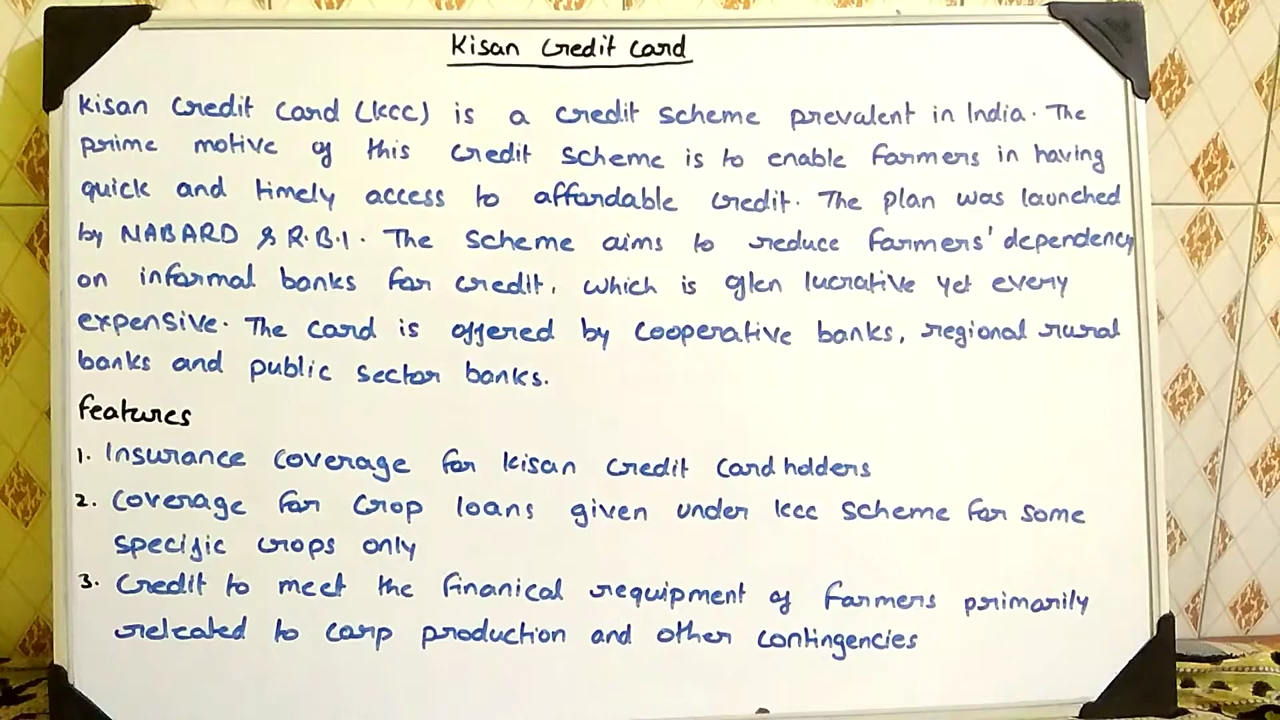 Kisan Credit Card
Kisan Credit Card (KCC) is a credit scheme prevalent in India. The
prime motive of this credit scheme is to enable farmers in having
quick and timely access to affordable credit. The plan was launched
by NABARD & R.B.I. The scheme aims to reduce farmers' dependency
on informal banks for credit, which is glen lucrative yet every
expensive. The card is offered by cooperative banks, regional rural
banks and public sector banks.
Features
1. Insurance coverage for Kisan Credit Card holders
2. Coverage for crop loans given under kcc scheme for some
specific crops only
3. Credit to meet the finanical requipment of farmers primarily
releated to carp production and other contingencies